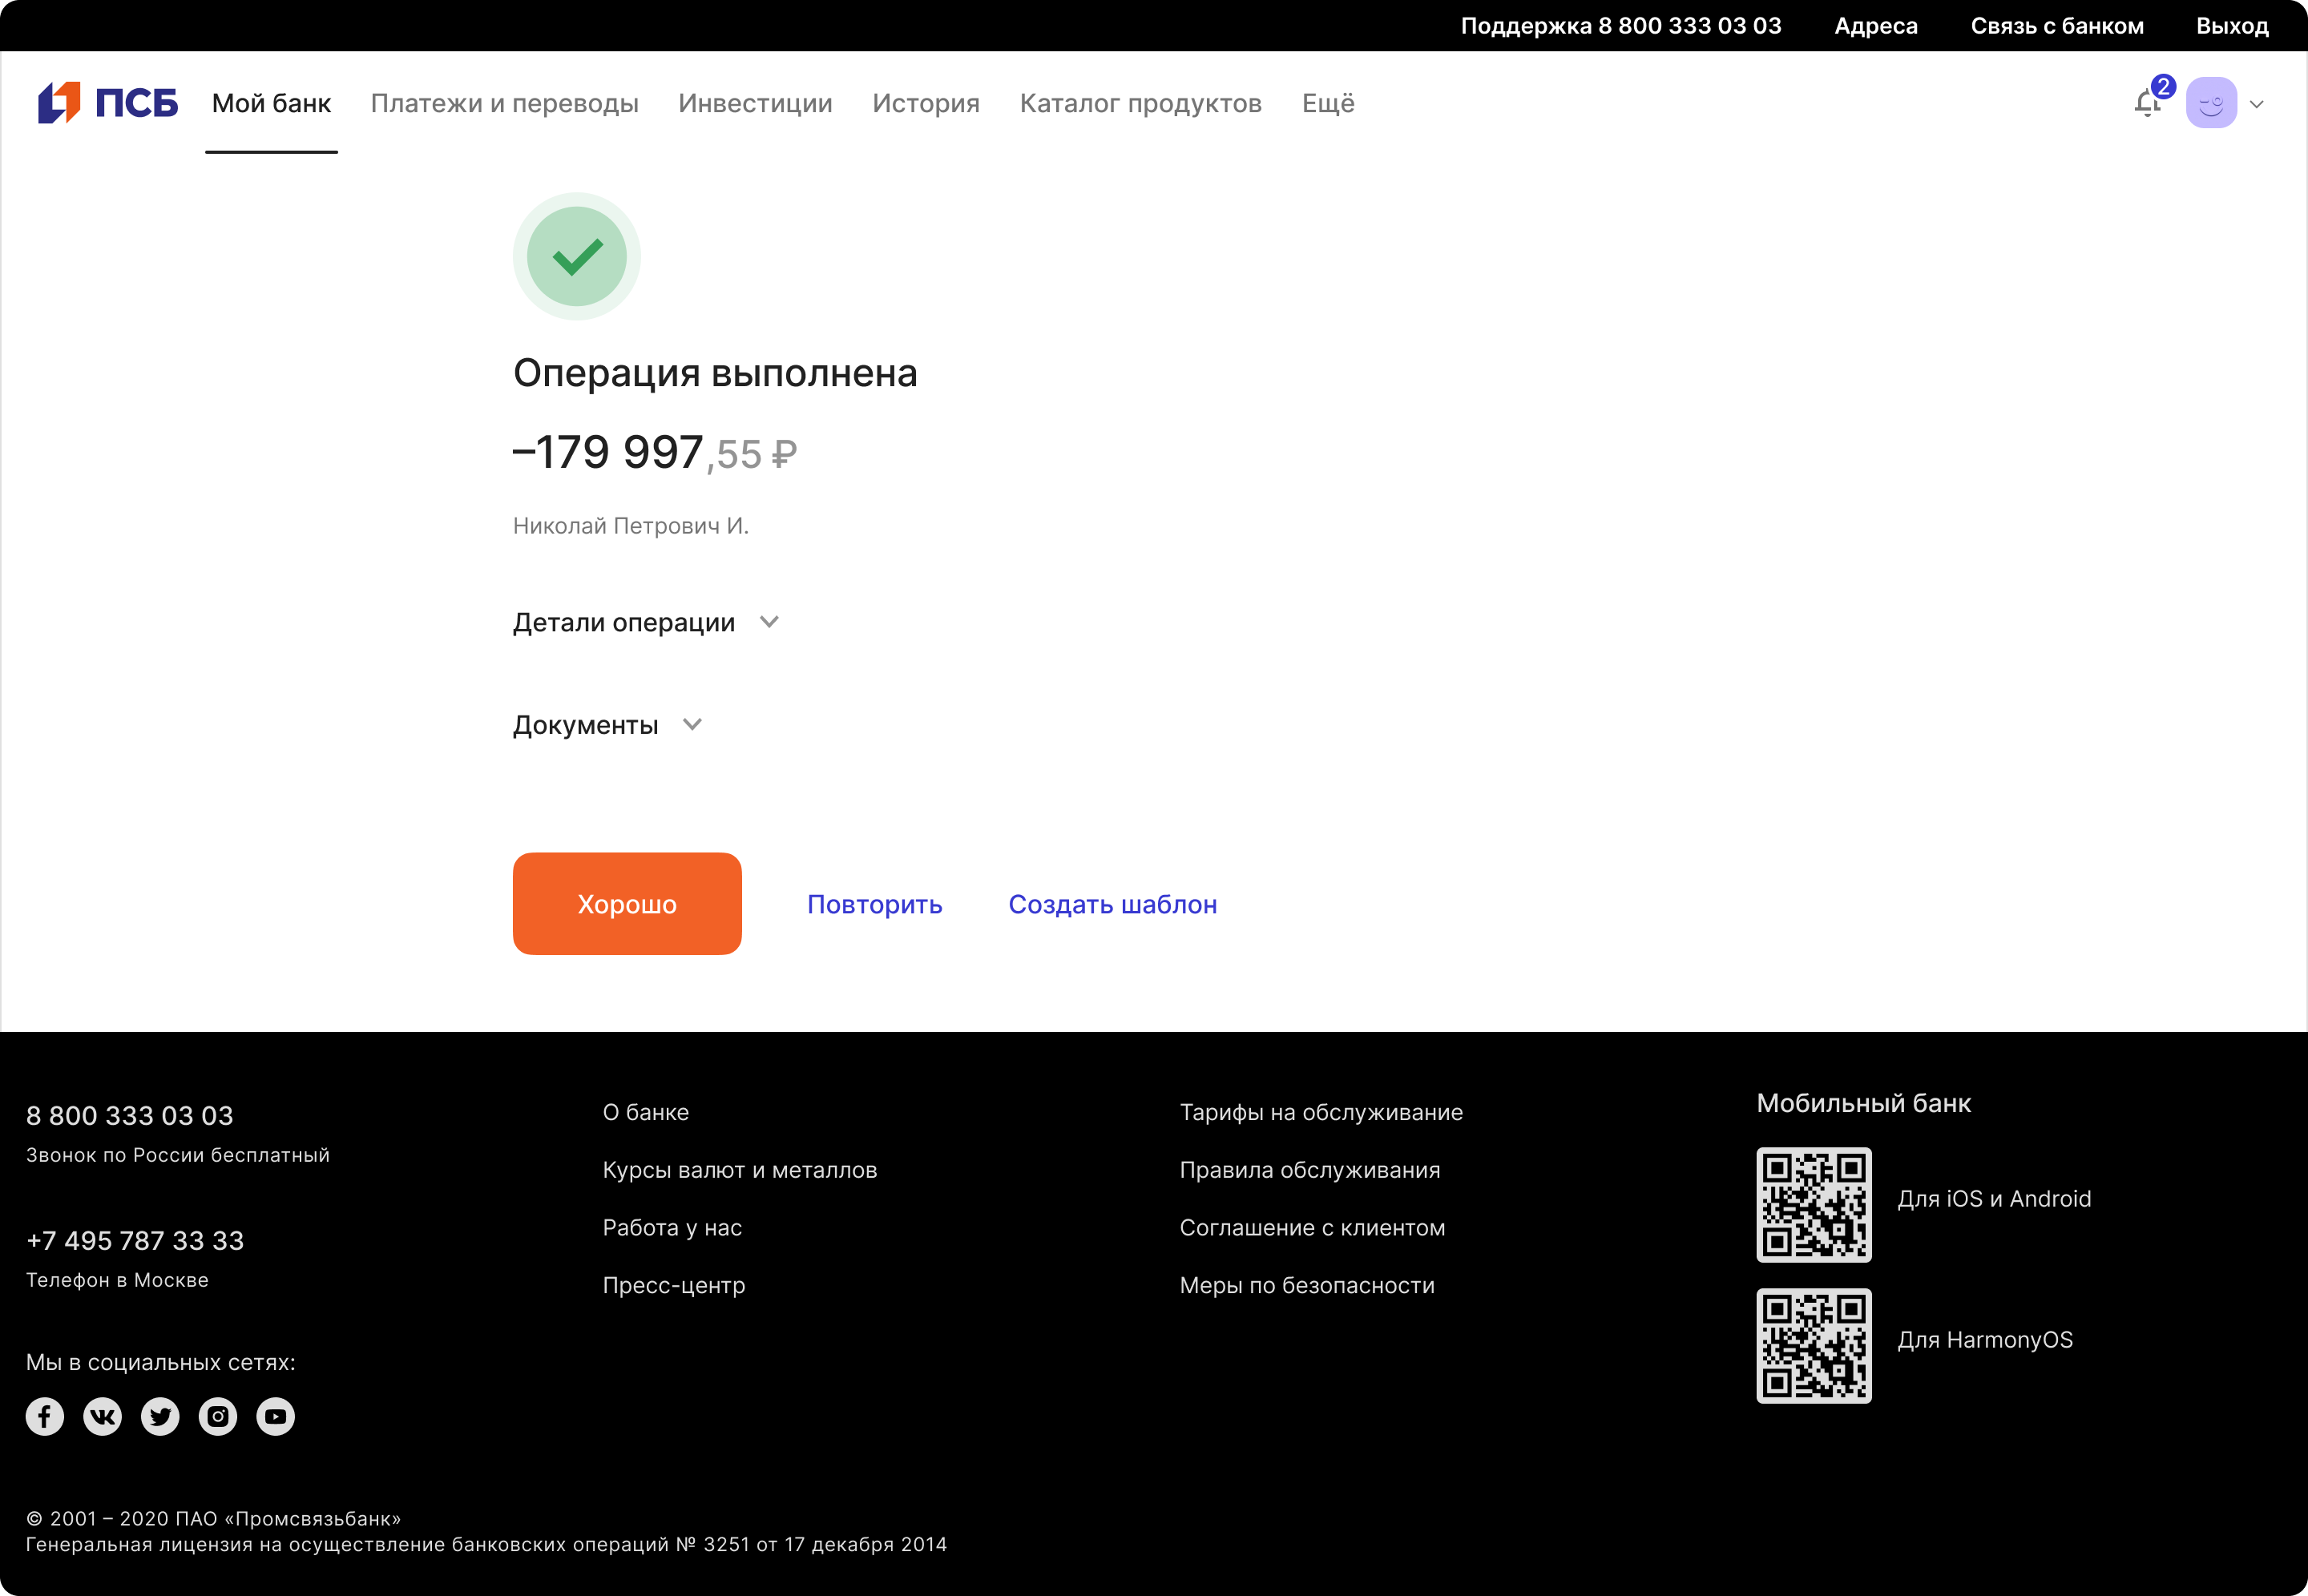 Поддержка 8 800 333 03 03 Адреса Связь с банком Выход
ПСБ Мой банк Платежи и переводы Инвестиции История Каталог продуктов Ещё 2
Операция выполнена
–179 997,55 ₽
Николай Петрович И.
Детали операции
Документы
Хорошо Повторить Создать шаблон
8 800 333 03 03
Звонок по России бесплатный
+7 495 787 33 33
Телефон в Москве
Мы в социальных сетях:
О банке
Курсы валют и металлов
Работа у нас
Пресс-центр
Тарифы на обслуживание
Правила обслуживания
Соглашение с клиентом
Меры по безопасности
Мобильный банк
Для iOS и Android
Для HarmonyOS
© 2001 – 2020 ПАО «Промсвязьбанк»
Генеральная лицензия на осуществление банковских операций № 3251 от 17 декабря 2014